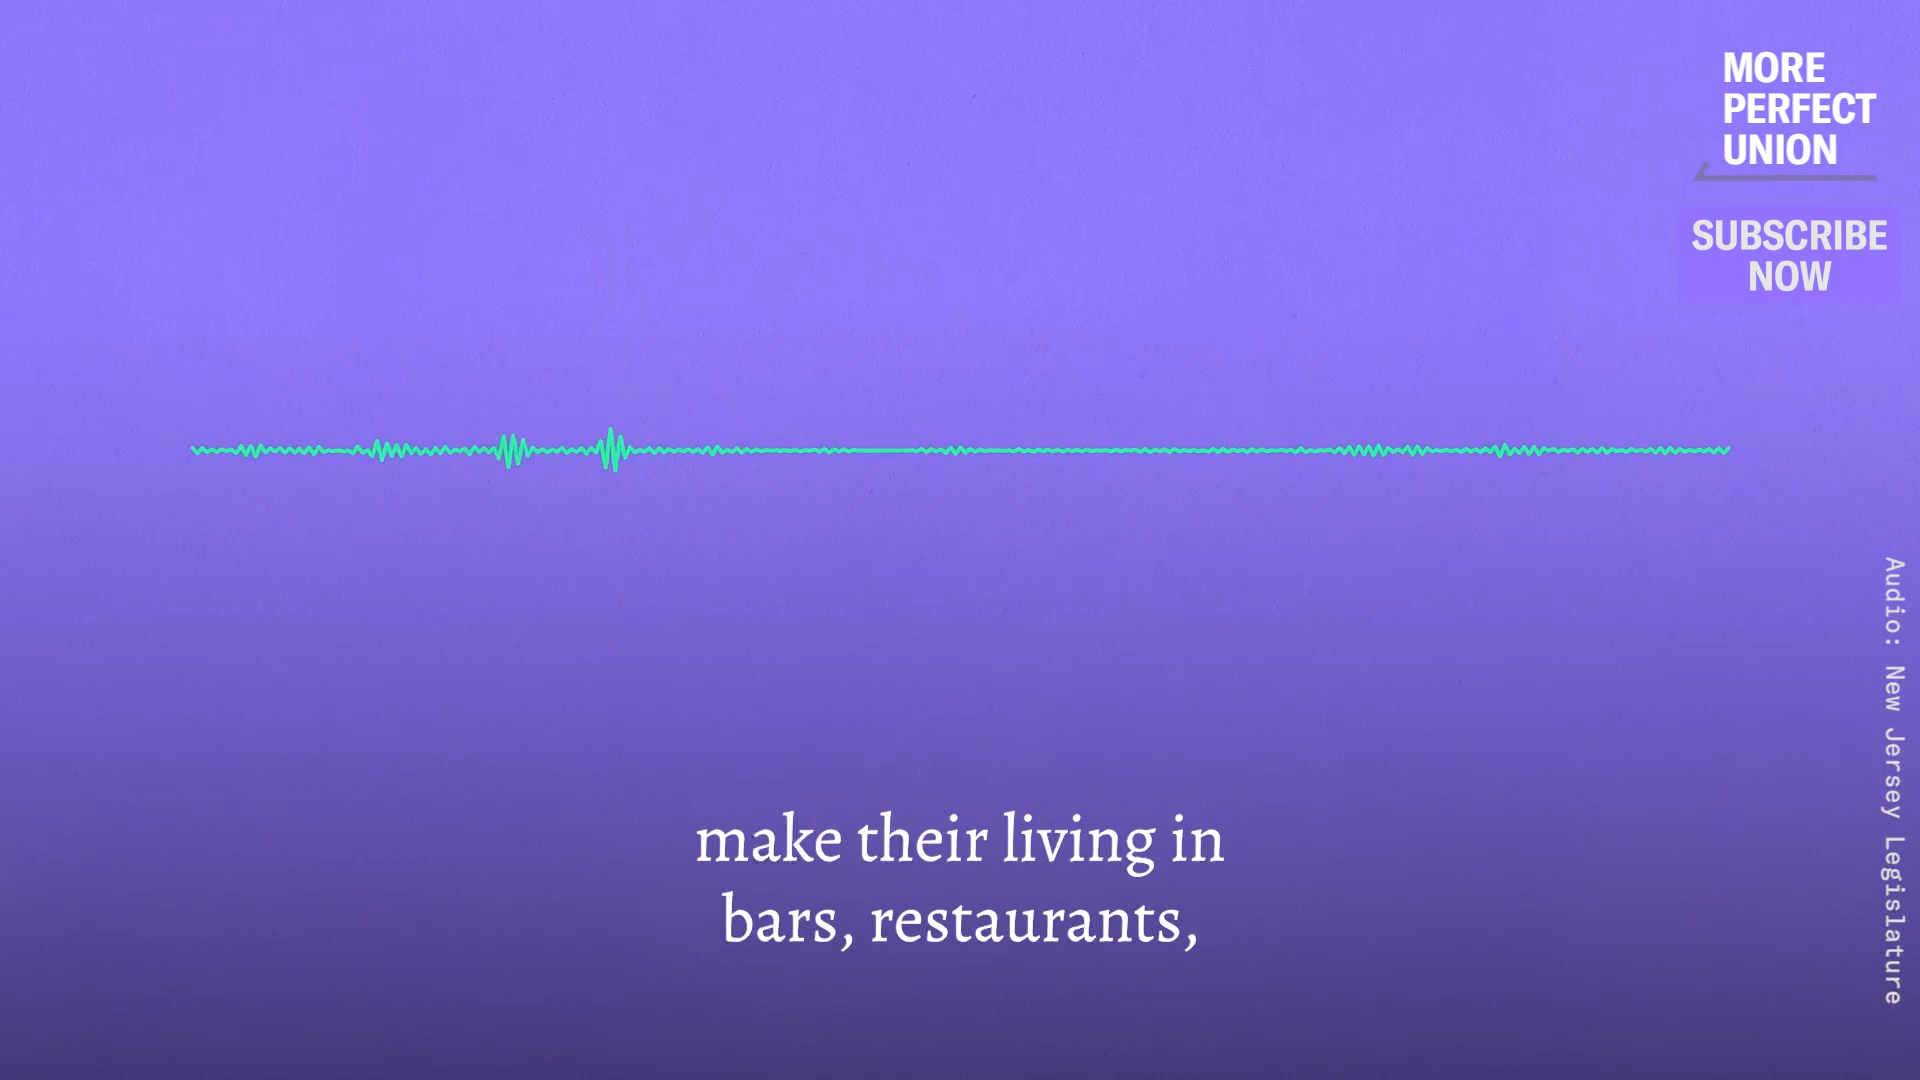 MORE
PERFECT
UNION
SUBSCRIBE
NOW
Audio: New Jersey Legislature
make their living in
bars, restaurants,